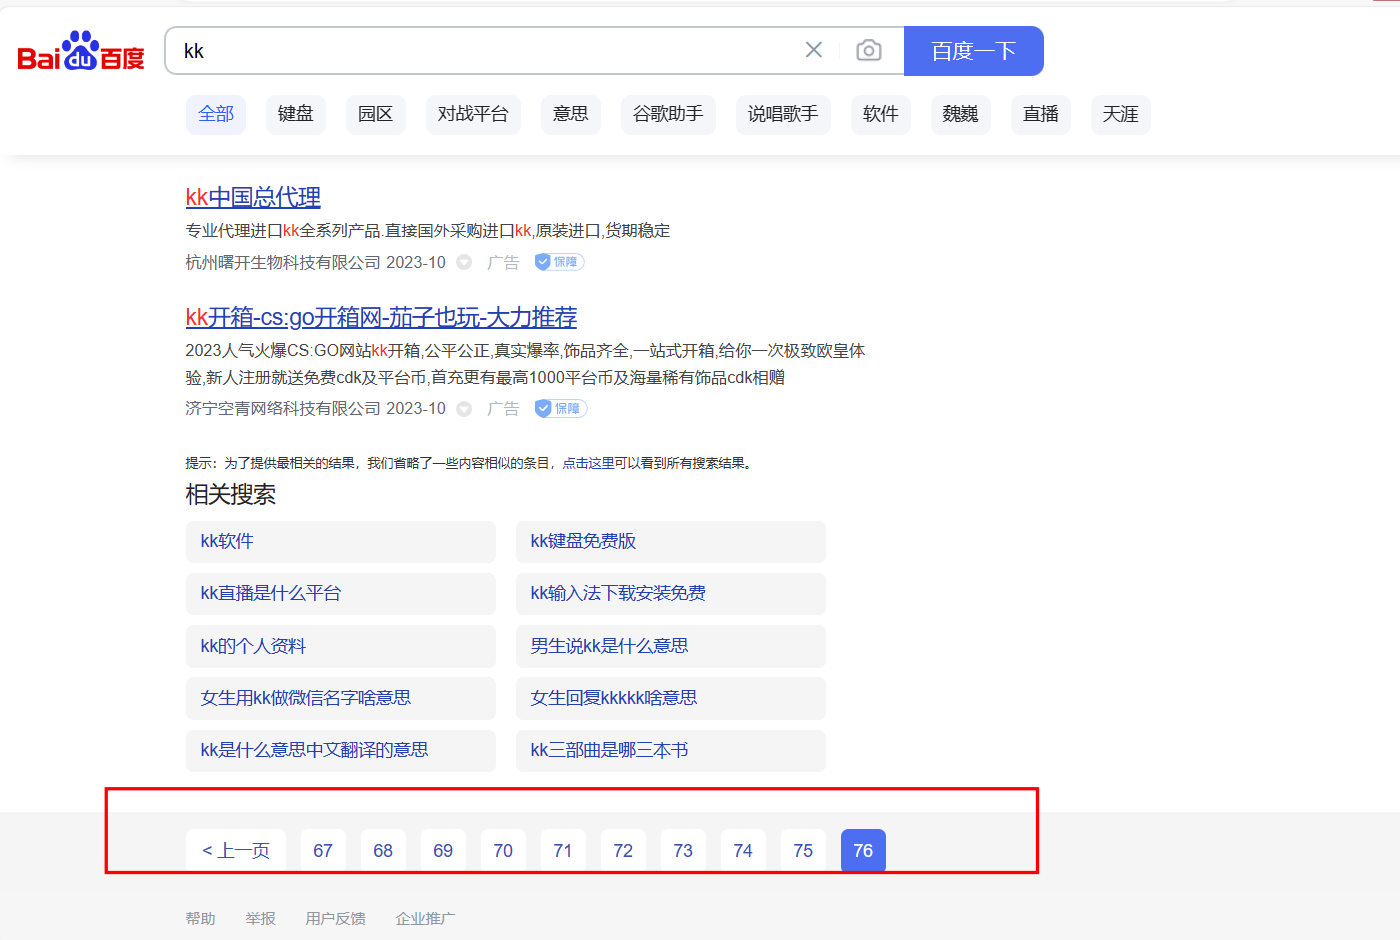 Bai du 百度
kk
百度一下
全部 键盘 园区 对战平台 意思 谷歌助手 说唱歌手 软件 魏巍 直播 天涯
kk中国总代理
专业代理进口kk全系列产品.直接国外采购进口kk,原装进口,货期稳定
杭州曙开生物科技有限公司 2023-10 广告 保障
kk开箱-cs:go开箱网-茄子也玩-大力推荐
2023人气火爆CS:GO网站kk开箱,公平公正,真实爆率,饰品齐全,一站式开箱,给你一次极致欧皇体
验,新人注册就送免费cdk及平台币,首充更有最高1000平台币及海量稀有饰品cdk相赠
济宁空青网络科技有限公司 2023-10 广告 保障
提示：为了提供最相关的结果，我们省略了一些内容相似的条目，点击这里可以看到所有搜索结果。
相关搜索
kk软件 kk键盘免费版
kk直播是什么平台 kk输入法下载安装免费
kk的个人资料 男生说kk是什么意思
女生用kk做微信名字啥意思 女生回复kkkkk啥意思
kk是什么意思中文翻译的意思 kk三部曲是哪三本书
< 上一页 67 68 69 70 71 72 73 74 75 76
帮助 举报 用户反馈 企业推广